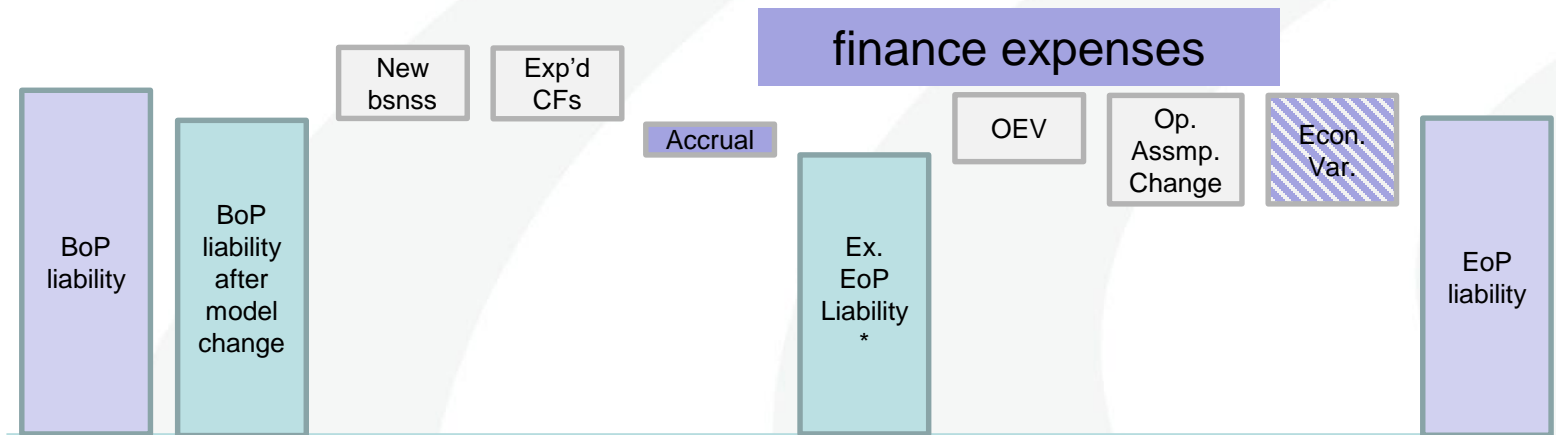 finance expenses
New
bsnss
Exp'd
CFs
Accrual
OEV
Op.
Assmp.
Change
Econ.
Var.
BoP
liability
BoP
liability
after
model
change
Ex.
EoP
Liability
*
EoP
liability